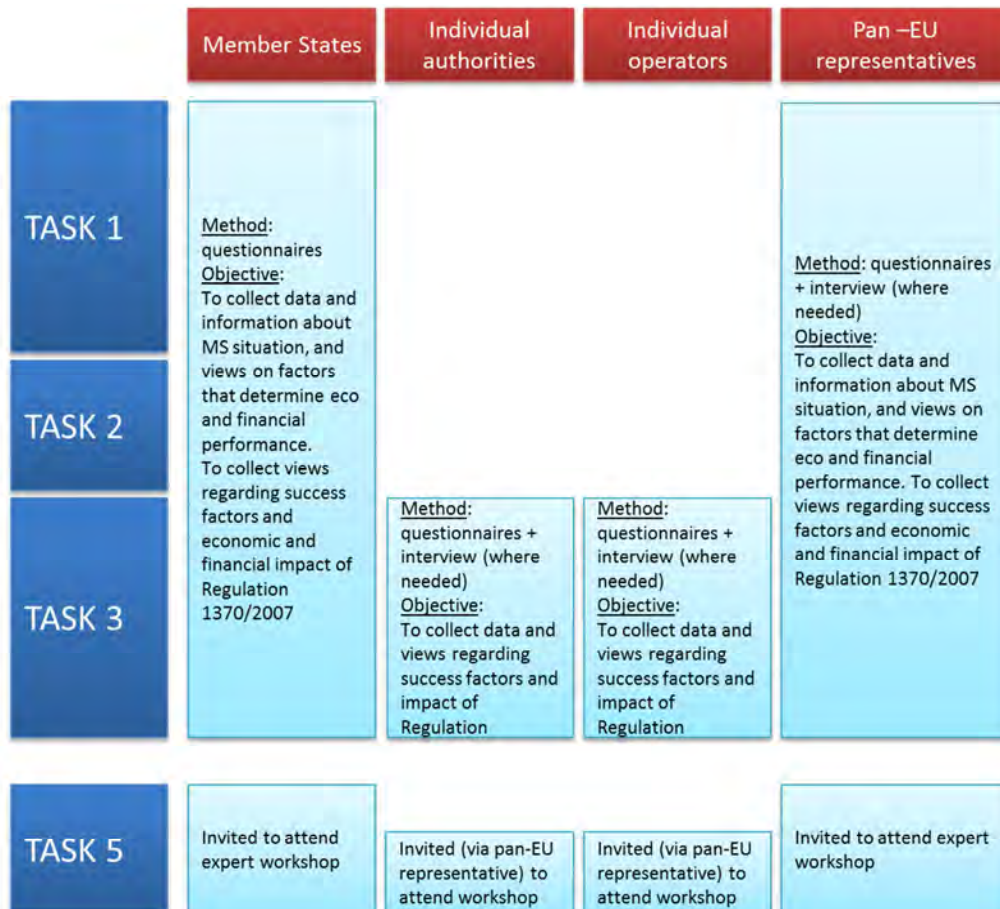 Member States
Individual
authorities
Individual
operators
Pan –EU
representatives
TASK 1
TASK 2
TASK 3
Method:
questionnaires
Objective:
To collect data and
information about
MS situation, and
views on factors
that determine eco
and financial
performance.
To collect views
regarding success
factors and
economic and
financial impact of
Regulation
1370/2007
Method:
questionnaires +
interview (where
needed)
Objective:
To collect data and
views regarding
success factors and
impact of
Regulation
Method:
questionnaires +
interview (where
needed)
Objective:
To collect data and
views regarding
success factors and
impact of
Regulation
Method: questionnaires
+ interview (where
needed)
Objective:
To collect data and
information about MS
situation, and views on
factors that determine
eco and financial
performance. To collect
views regarding success
factors and economic
and financial impact of
Regulation 1370/2007
TASK 5
Invited to attend
expert workshop
Invited (via pan-EU
representative) to
attend workshop
Invited (via pan-EU
representative) to
attend workshop
Invited to attend expert
workshop